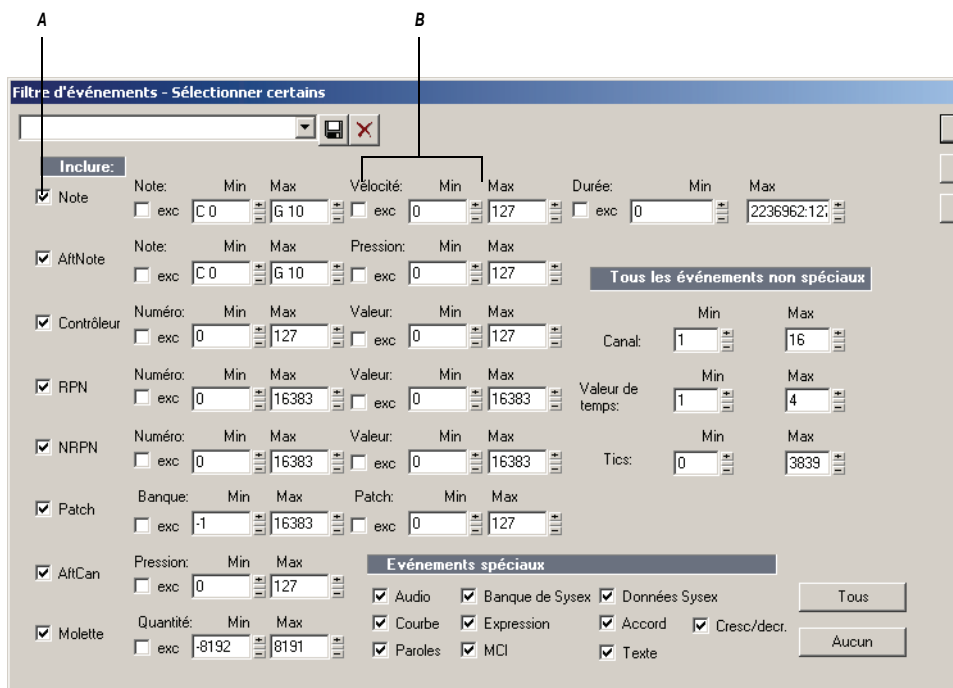 A B
Filtre d'événements - Sélectionner certains
Inclure:
Note Note: Min Max Vélocité: Min Max Durée: Min Max
exc C 0 G 10 exc 0 127 exc 0 2236962:127
AftNote Note: Min Max Pression: Min Max
exc C 0 G 10 exc 0 127
Tous les événements non spéciaux
Contrôleur Numéro: Min Max Valeur: Min Max
exc 0 127 exc 0 127
Min Max
Canal: 1 16
RPN Numéro: Min Max Valeur: Min Max
exc 0 16383 exc 0 16383
Min Max
Valeur de
temps: 1 4
NRPN Numéro: Min Max Valeur: Min Max
exc 0 16383 exc 0 16383
Min Max
Tics: 0 3839
Patch Banque: Min Max Patch: Min Max
exc -1 16383 exc 0 127
AftCan Pression: Min Max
exc 0 127
Molette Quantité: Min Max
exc -8192 8191
Evénements spéciaux
Audio Banque de Sysex Données Sysex
Courbe Expression Accord Cresc/decr.
Paroles MCI Texte
Tous
Aucun